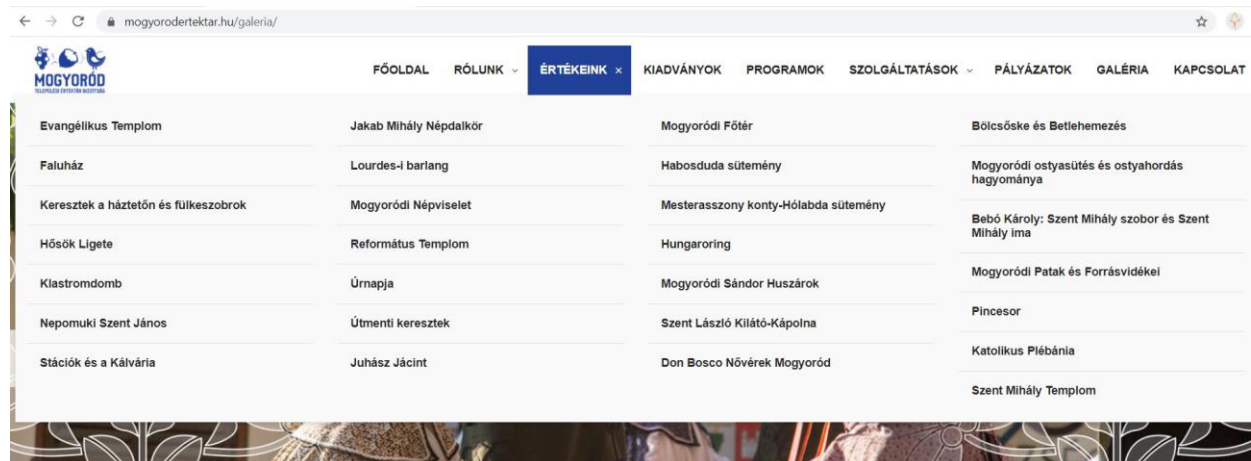 mogyorodertektar.hu/galeria/
MOGYORÓD
TELEPÜLÉSI ÉRTÉKTÁR BIZOTTSÁG
FŐOLDAL
RÓLUNK
ÉRTÉKEINK ×
KIADVÁNYOK
PROGRAMOK
SZOLGÁLTATÁSOK
PÁLYÁZATOK
GALÉRIA
KAPCSOLAT
Evangélikus Templom
Faluház
Keresztek a háztetőn és fülkeszobrok
Hősök Ligete
Klastromdomb
Nepomuki Szent János
Stációk és a Kálvária
Jakab Mihály Népdalkör
Lourdes-i barlang
Mogyoródi Népviselet
Református Templom
Úrnapja
Útmenti keresztek
Juhász Jácint
Mogyoródi Főtér
Habosduda sütemény
Mesterasszony konty-Hólabda sütemény
Hungaroring
Mogyoródi Sándor Huszárok
Szent László Kilátó-Kápolna
Don Bosco Nővérek Mogyoród
Bölcsőske és Betlehemezés
Mogyoródi ostyasütés és ostyahordás
hagyománya
Bebó Károly: Szent Mihály szobor és Szent
Mihály ima
Mogyoródi Patak és Forrásvidékei
Pincesor
Katolikus Plébánia
Szent Mihály Templom